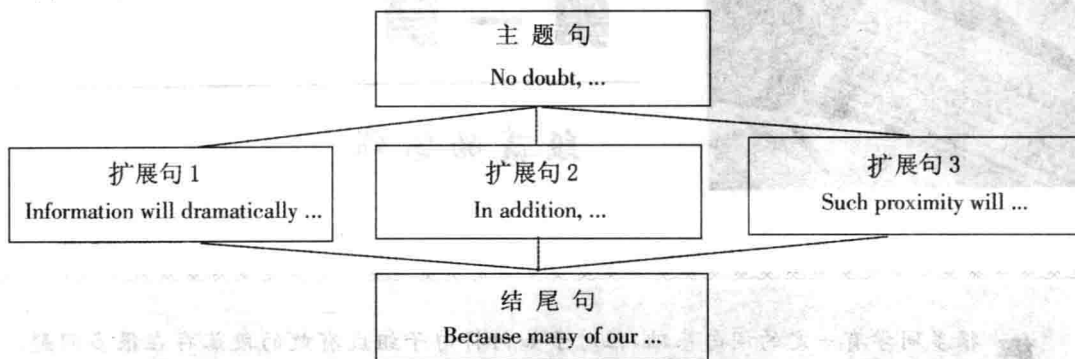 主题句
No doubt, ...
扩展句1
Information will dramatically ...
扩展句2
In addition, ...
扩展句3
Such proximity will ...
结尾句
Because many of our ...